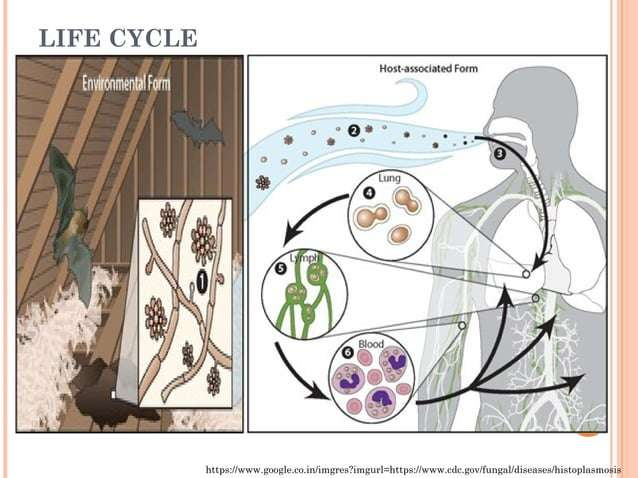 LIFE CYCLE
Environmental Form
Host-associated Form
1
2
3
Lung
4
Lymph
5
Blood
6
https://www.google.co.in/imgres?imgurl=https://www.cdc.gov/fungal/diseases/histoplasmosis